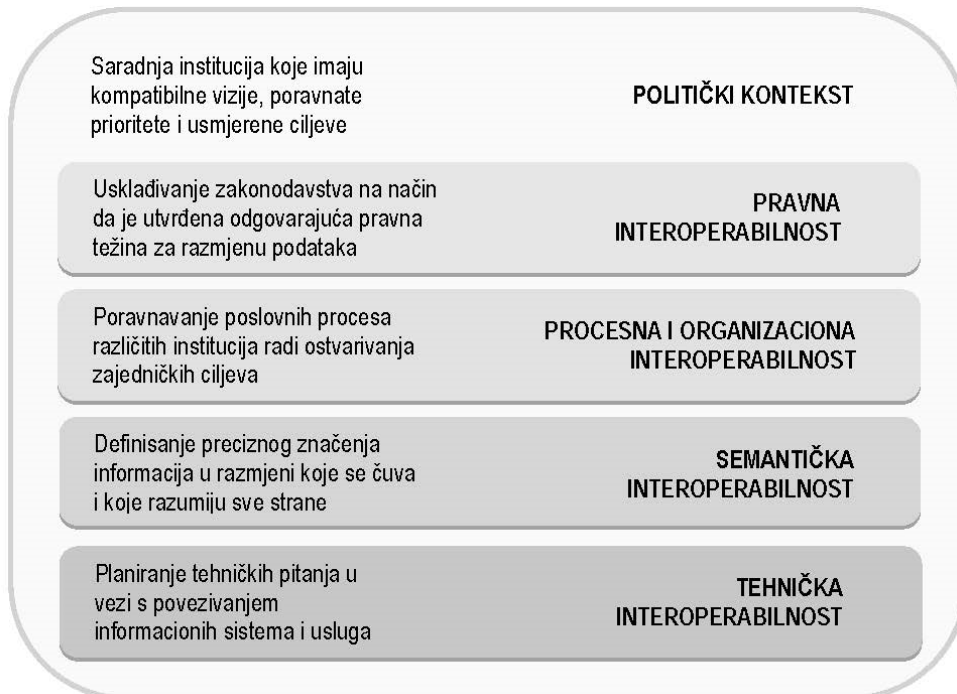 Saradnja institucija koje imaju
kompatibilne vizije, poravnate
prioritete i usmjerene ciljeve
POLITIČKI KONTEKST
Usklađivanje zakonodavstva na način
da je utvrđena odgovarajuća pravna
težina za razmjenu podataka
PRAVNA
INTEROPERABILNOST
Poravnavanje poslovnih procesa
različitih institucija radi ostvarivanja
zajedničkih ciljeva
PROCESNA I ORGANIZACIONA
INTEROPERABILNOST
Definisanje preciznog značenja
informacija u razmjeni koje se čuva
i koje razumiju sve strane
SEMANTIČKA
INTEROPERABILNOST
Planiranje tehničkih pitanja u
vezi s povezivanjem
informacionih sistema i usluga
TEHNIČKA
INTEROPERABILNOST